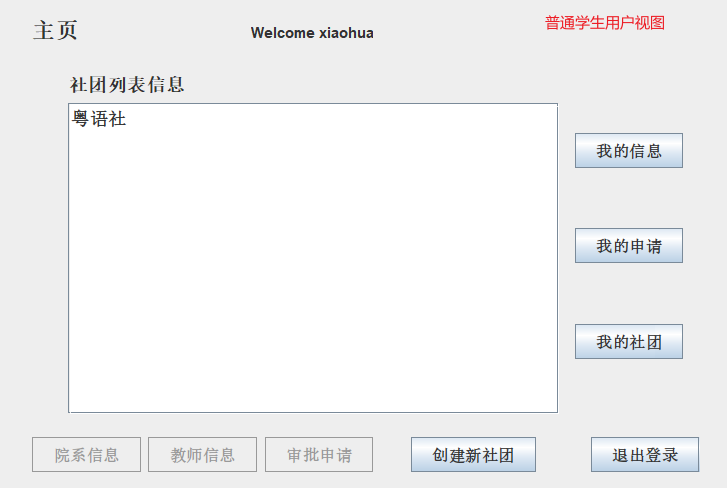 主页
Welcome xiaohua
普通学生用户视图
社团列表信息
粤语社
我的信息
我的申请
我的社团
院系信息
教师信息
审批申请
创建新社团
退出登录